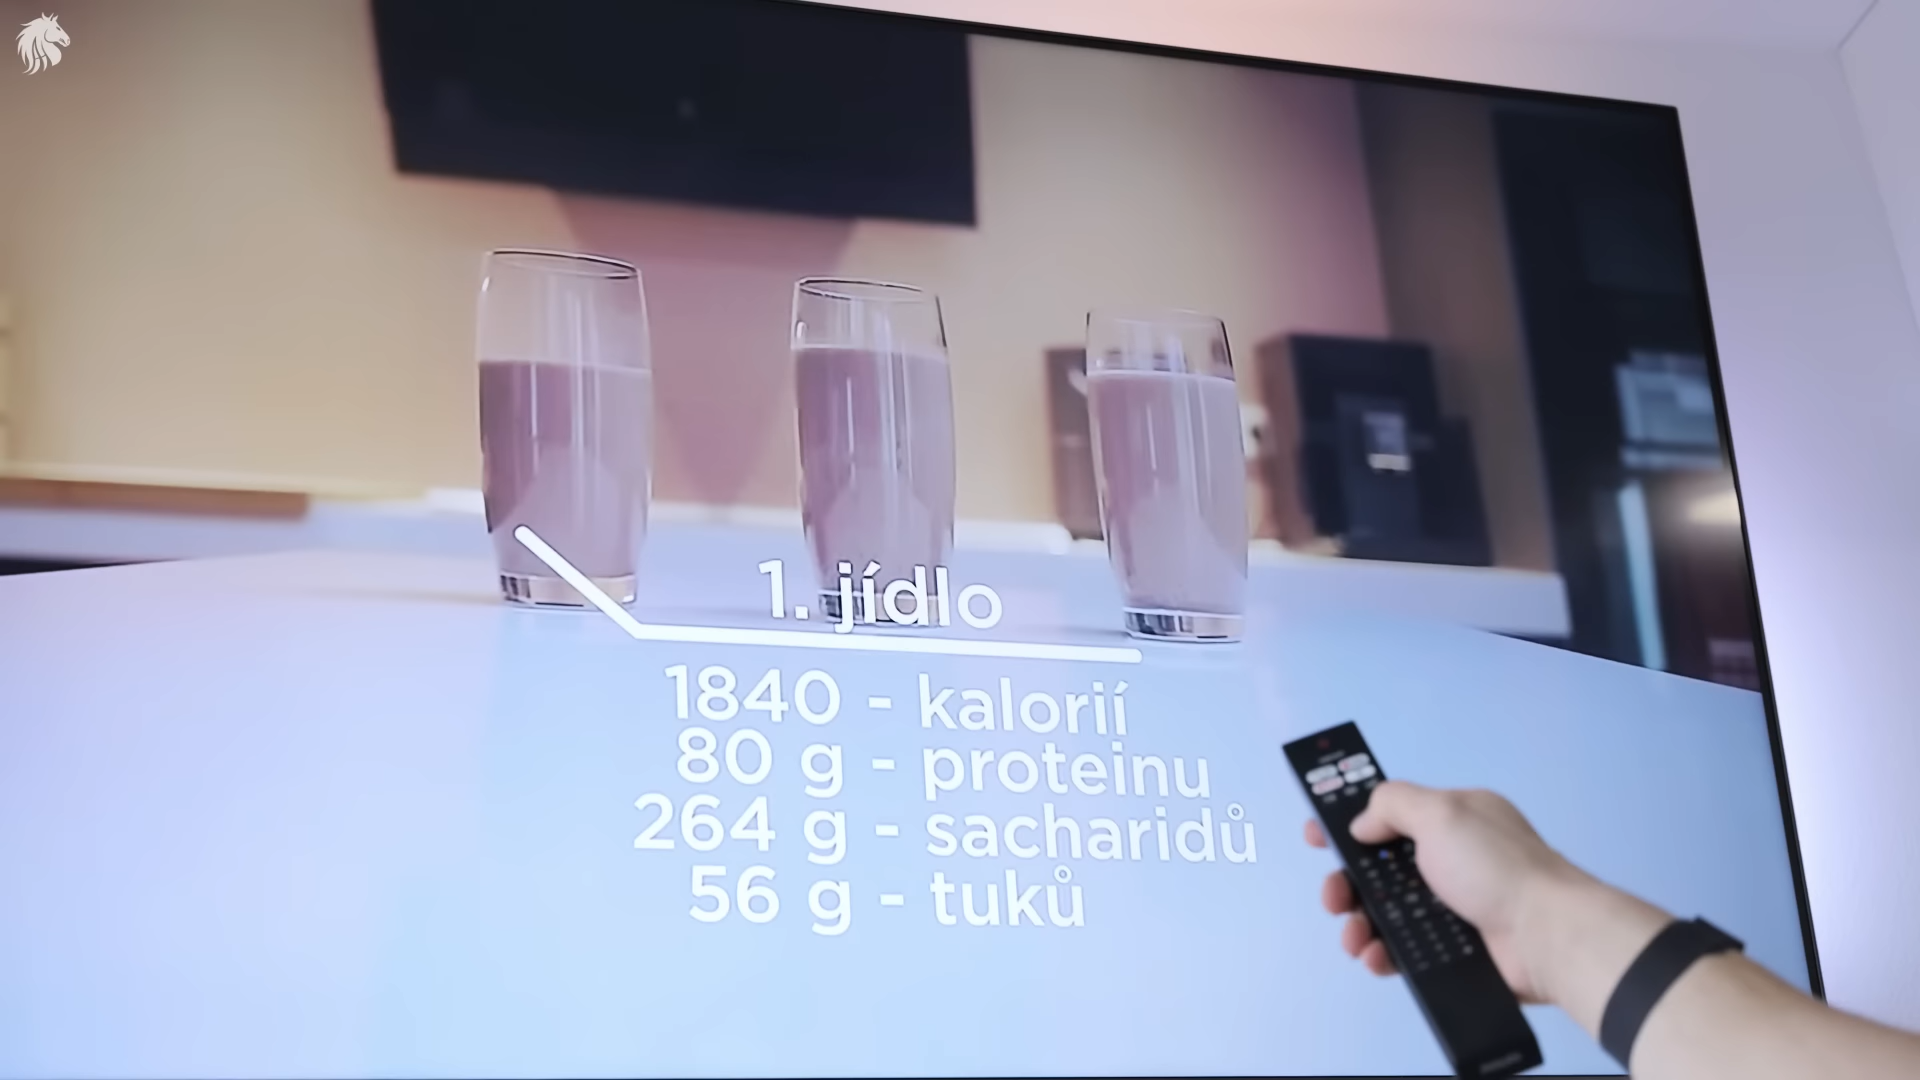 1. jídlo
1840 - kalorií
80 g - proteinu
264 g - sacharidů
56 g - tuků